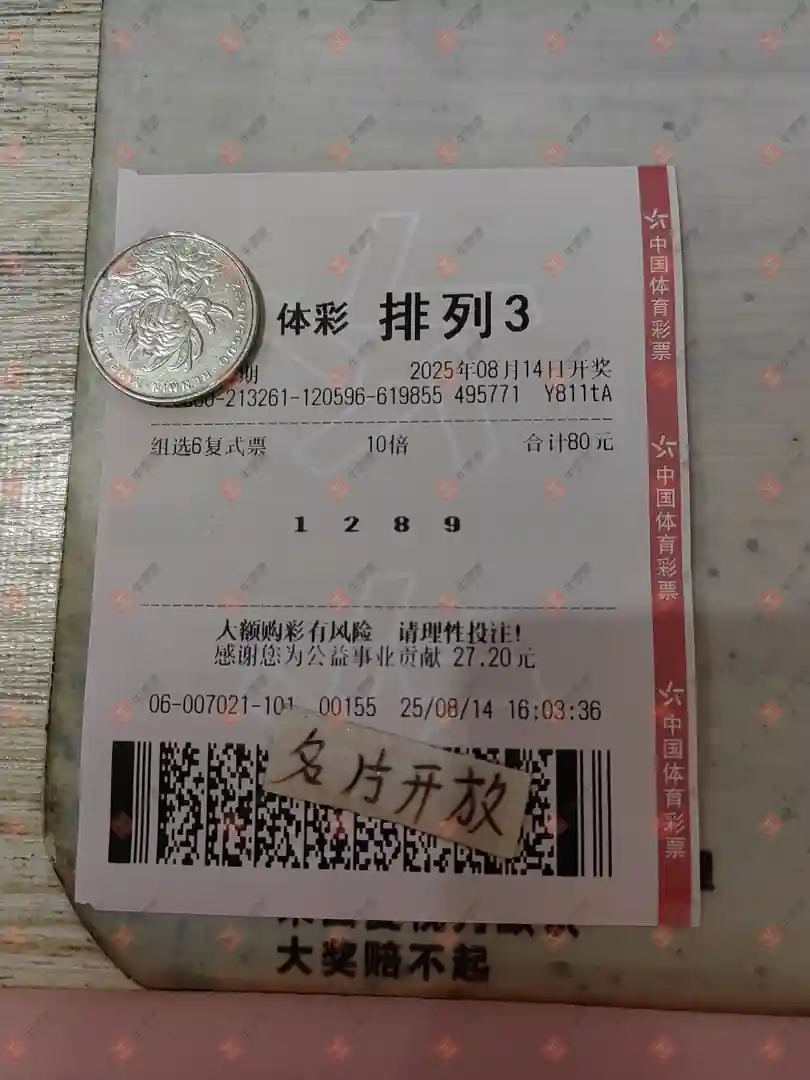 体彩 排列3
期 2025年08月14日开奖
-213261-120596-619855 495771 Y811tA
组选6复式票 10倍 合计80元
1 2 8 9
大额购彩有风险 请理性投注!
感谢您为公益事业贡献 27.20元
06-007021-101 00155 25/08/14 16:03:36
名片开放
大奖赔不起
中国体育彩票
中国体育彩票
中国体育彩票